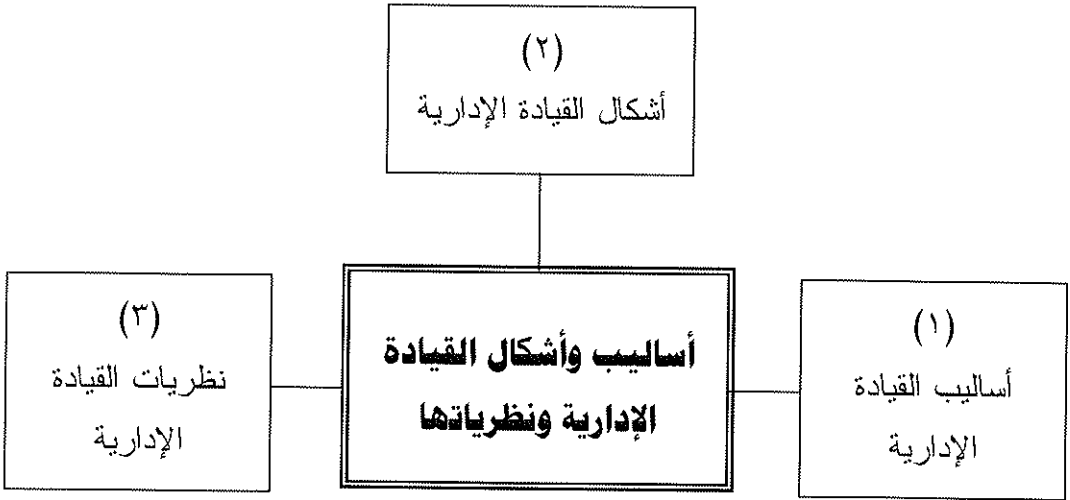 (٢)
أشكال القيادة الإدارية
أساليب وأشكال القيادة
الإدارية ونظرياتها
(١)
أساليب القيادة
الإدارية
(٣)
نظريات القيادة
الإدارية